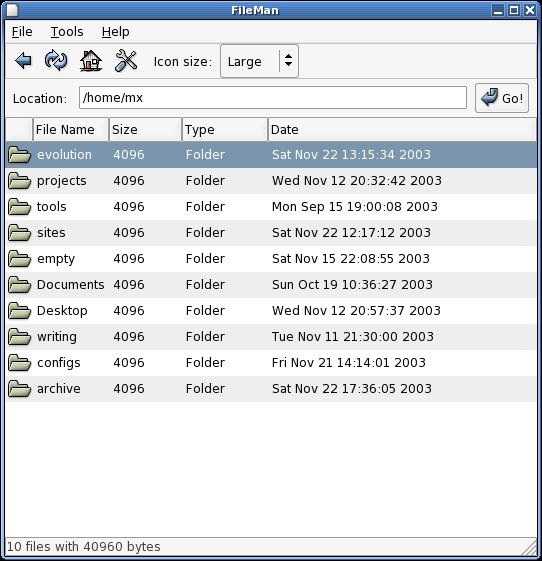 FileMan
File Tools Help
Icon size: Large
Location: /home/mx Go!
File Name Size Type Date
evolution 4096 Folder Sat Nov 22 13:15:34 2003
projects 4096 Folder Wed Nov 12 20:32:42 2003
tools 4096 Folder Mon Sep 15 19:00:08 2003
sites 4096 Folder Sat Nov 22 12:17:12 2003
empty 4096 Folder Sat Nov 15 22:08:55 2003
Documents 4096 Folder Sun Oct 19 10:36:27 2003
Desktop 4096 Folder Wed Nov 12 20:57:37 2003
writing 4096 Folder Tue Nov 11 21:30:00 2003
configs 4096 Folder Fri Nov 21 14:14:01 2003
archive 4096 Folder Sat Nov 22 17:36:05 2003
10 files with 40960 bytes